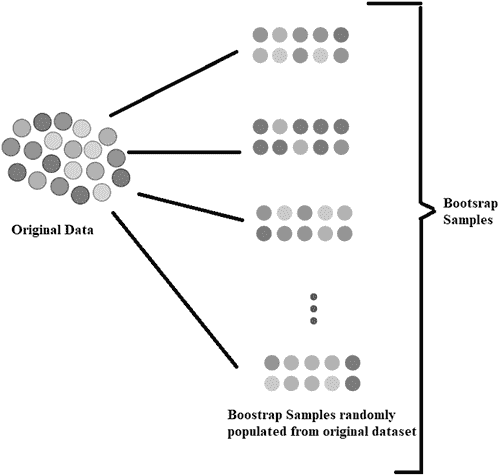 Original Data
Bootsrap
Samples
Boostrap Samples randomly
populated from original dataset